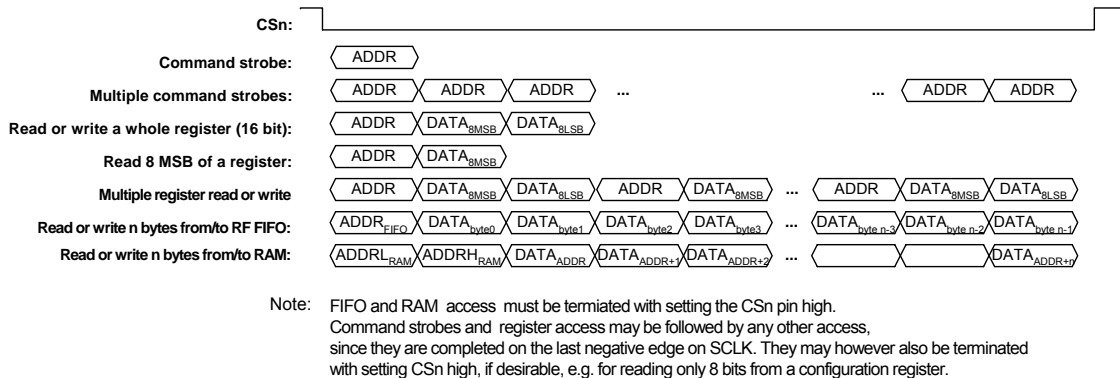 CSn:
Command strobe: ADDR
Multiple command strobes: ADDR ADDR ADDR ... ... ADDR ADDR
Read or write a whole register (16 bit): ADDR DATA8MSB DATA8LSB
Read 8 MSB of a register: ADDR DATA8MSB
Multiple register read or write ADDR DATA8MSB DATA8LSB ADDR DATA8MSB ... ADDR DATA8MSB DATA8LSB
Read or write n bytes from/to RF FIFO: ADDRFIFO DATAbyte0 DATAbyte1 DATAbyte2 DATAbyte3 ... DATAbyte n-3 DATAbyte n-2 DATAbyte n-1
Read or write n bytes from/to RAM: ADDRLRAM ADDRHRAM DATAADDR DATAADDR+1 DATAADDR+2 ... DATAADDR+n
Note: FIFO and RAM access must be termiated with setting the CSn pin high.
Command strobes and register access may be followed by any other access,
since they are completed on the last negative edge on SCLK. They may however also be terminated
with setting CSn high, if desirable, e.g. for reading only 8 bits from a configuration register.